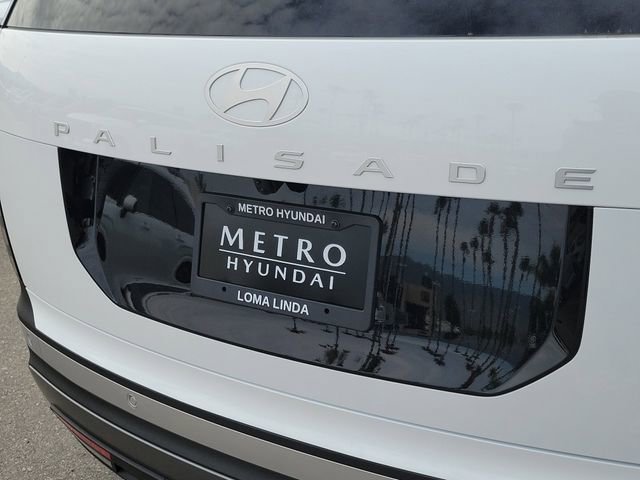 PALISADE
METRO HYUNDAI
METRO
HYUNDAI
LOMA LINDA